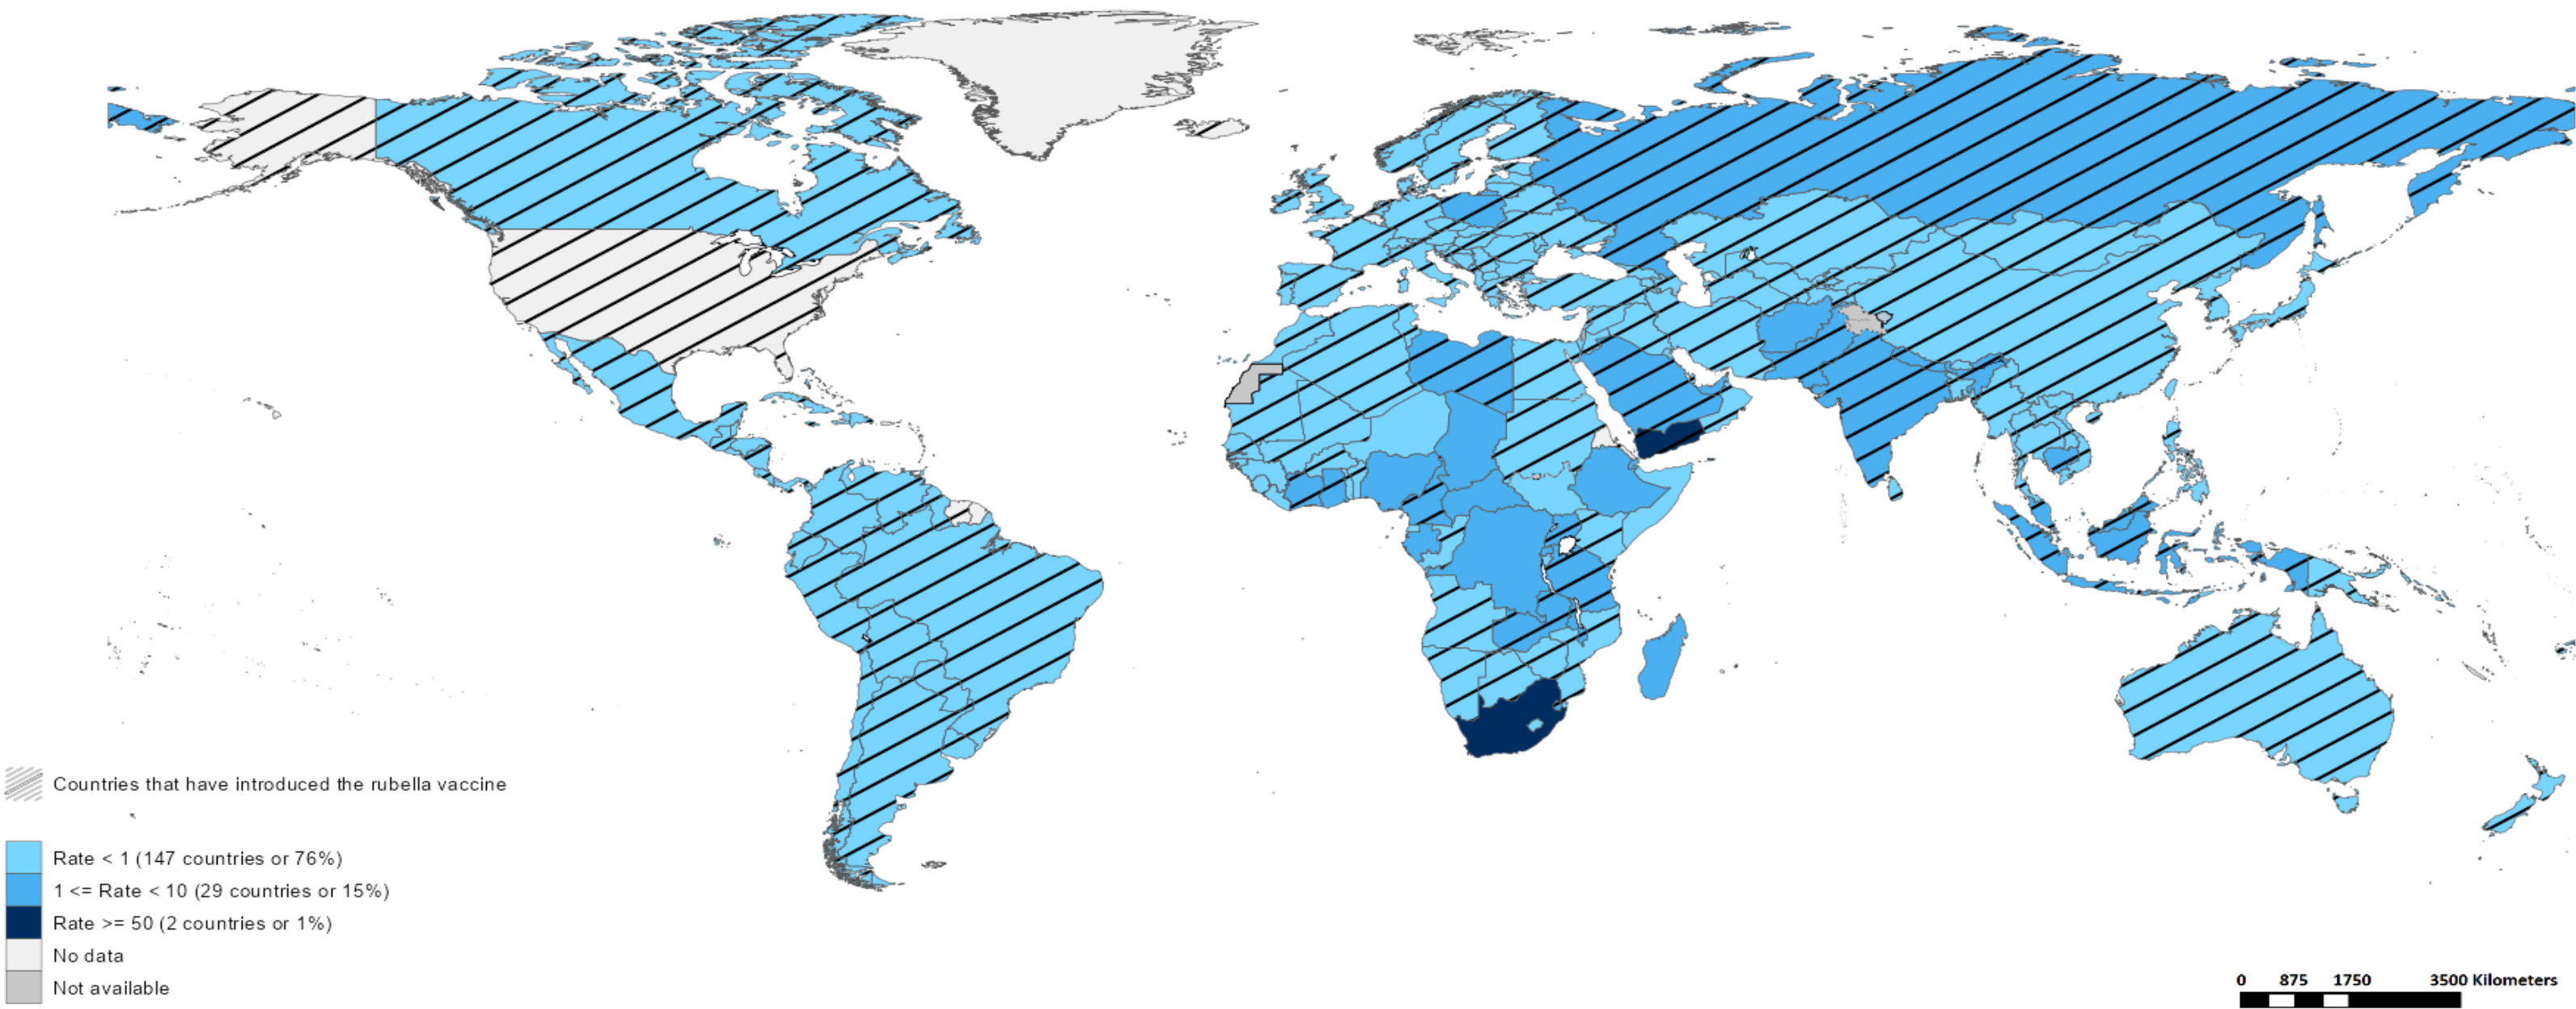 Countries that have introduced the rubella vaccine
Rate < 1 (147 countries or 76%)
1 <= Rate < 10 (29 countries or 15%)
Rate >= 50 (2 countries or 1%)
No data
Not available
0 875 1750 3500 Kilometers